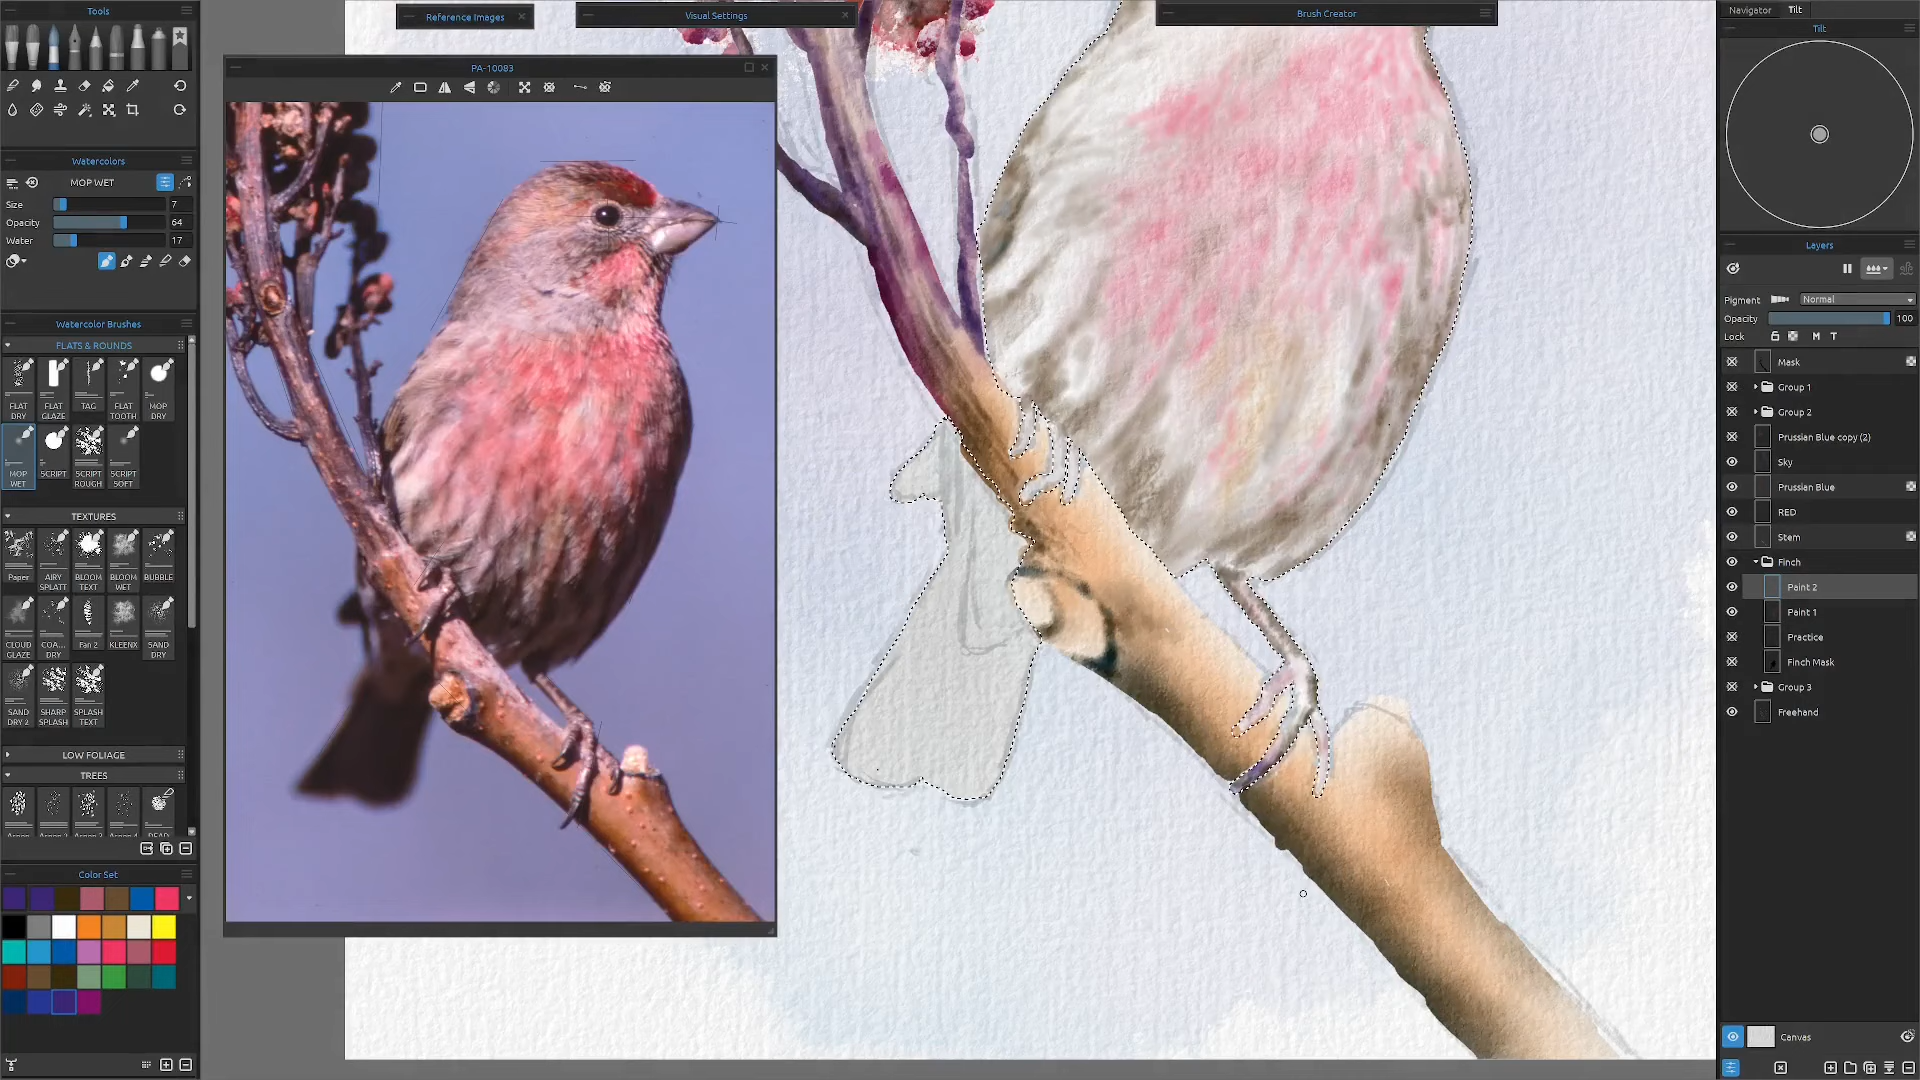 Tools
Watercolors
MOP WET
Size 7
Opacity 64
Water 17
Watercolor Brushes
FLATS & ROUNDS
FLAT DRY
FLAT GLAZE
TAG
FLAT TOOTH
MOP DRY
MOP WET
SCRIPT
SCRIPT ROUGH
SCRIPT SOFT
TEXTURES
Paper
AIRY SPLATT
BLOOM TEXT
BLOOM WET
BUBBLE
CLOUD GLAZE
COA... DRY
Fan 2
KLEENX
SAND DRY
SAND DRY 2
SHARP SPLASH
SPLASH TEXT
LOW FOLIAGE
TREES
Color Set
Reference Images
Visual Settings
Brush Creator
PA-10083
Navigator Tilt
Tilt
Layers
Pigment Normal
Opacity 100
Lock M T
Mask
Group 1
Group 2
Prussian Blue copy (2)
Sky
Prussian Blue
RED
Stem
Finch
Paint 2
Paint 1
Practice
Finch Mask
Group 3
Freehand
Canvas